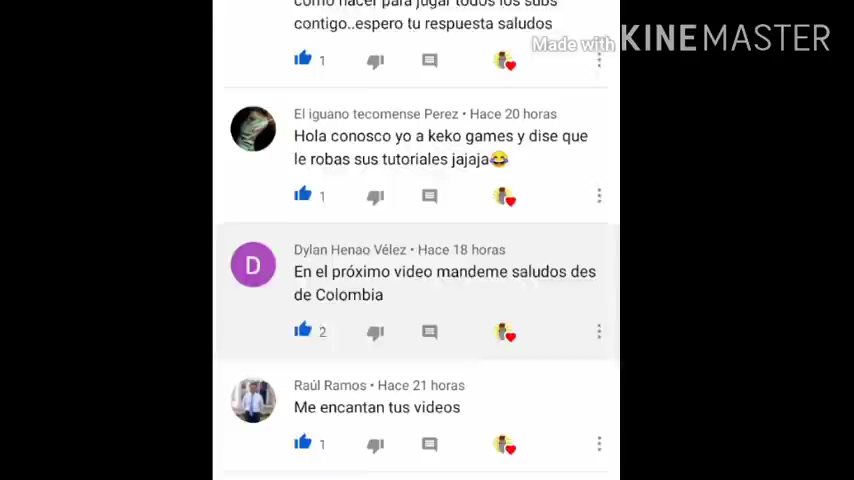 como hacer para jugar todos los subs
contigo..espero tu respuesta saludos
Made with KINEMASTER
1
El iguano tecomense Perez • Hace 20 horas
Hola conosco yo a keko games y dise que
le robas sus tutoriales jajaja😂
1
D
Dylan Henao Vélez • Hace 18 horas
En el próximo video mandeme saludos des
de Colombia
2
Raúl Ramos • Hace 21 horas
Me encantan tus videos
1